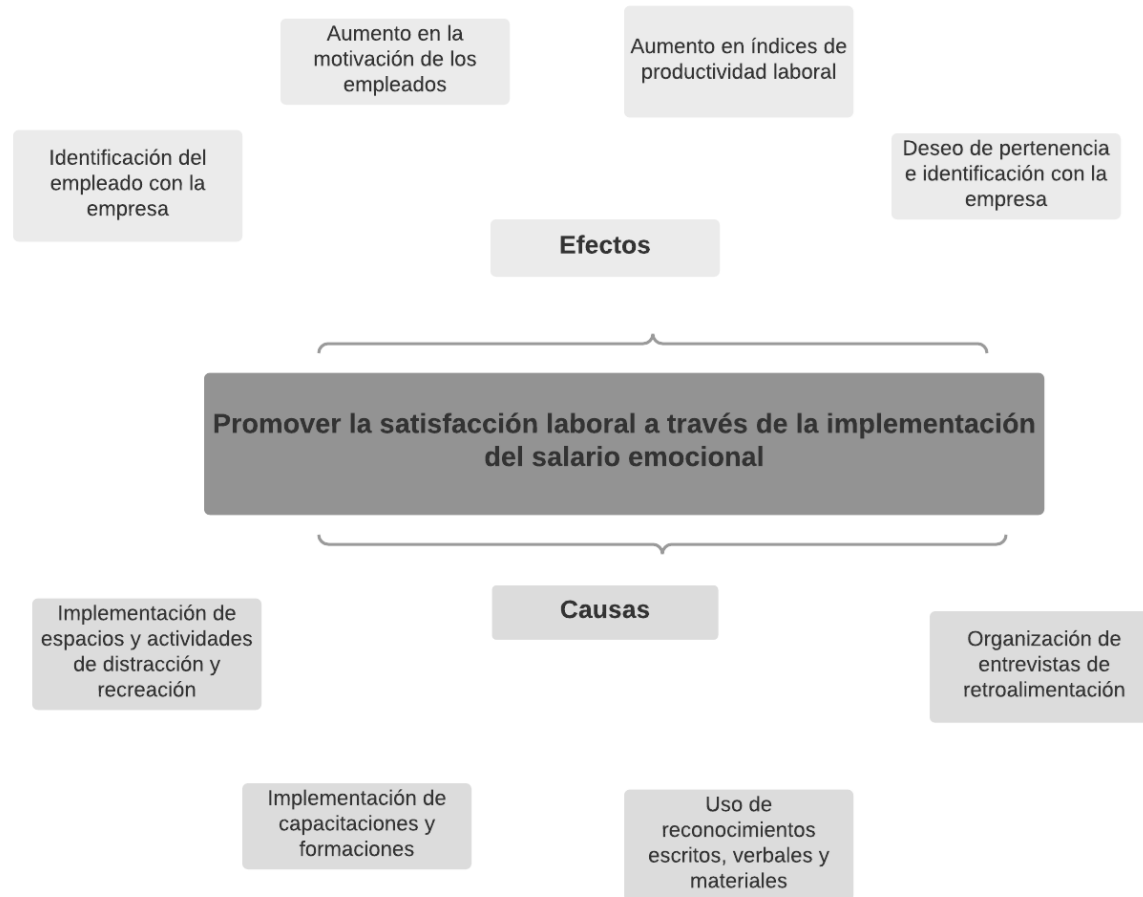 Aumento en la
motivación de los
empleados
Aumento en índices de
productividad laboral
Identificación del
empleado con la
empresa
Deseo de pertenencia
e identificación con la
empresa
Efectos
Promover la satisfacción laboral a través de la implementación
del salario emocional
Causas
Implementación de
espacios y actividades
de distracción y
recreación
Organización de
entrevistas de
retroalimentación
Implementación de
capacitaciones y
formaciones
Uso de
reconocimientos
escritos, verbales y
materiales